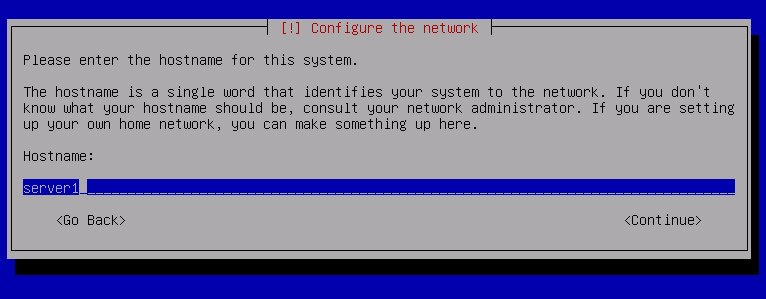 [!] Configure the network
Please enter the hostname for this system.
The hostname is a single word that identifies your system to the network. If you don't
know what your hostname should be, consult your network administrator. If you are setting
up your own home network, you can make something up here.
Hostname:
server1
<Go Back> <Continue>